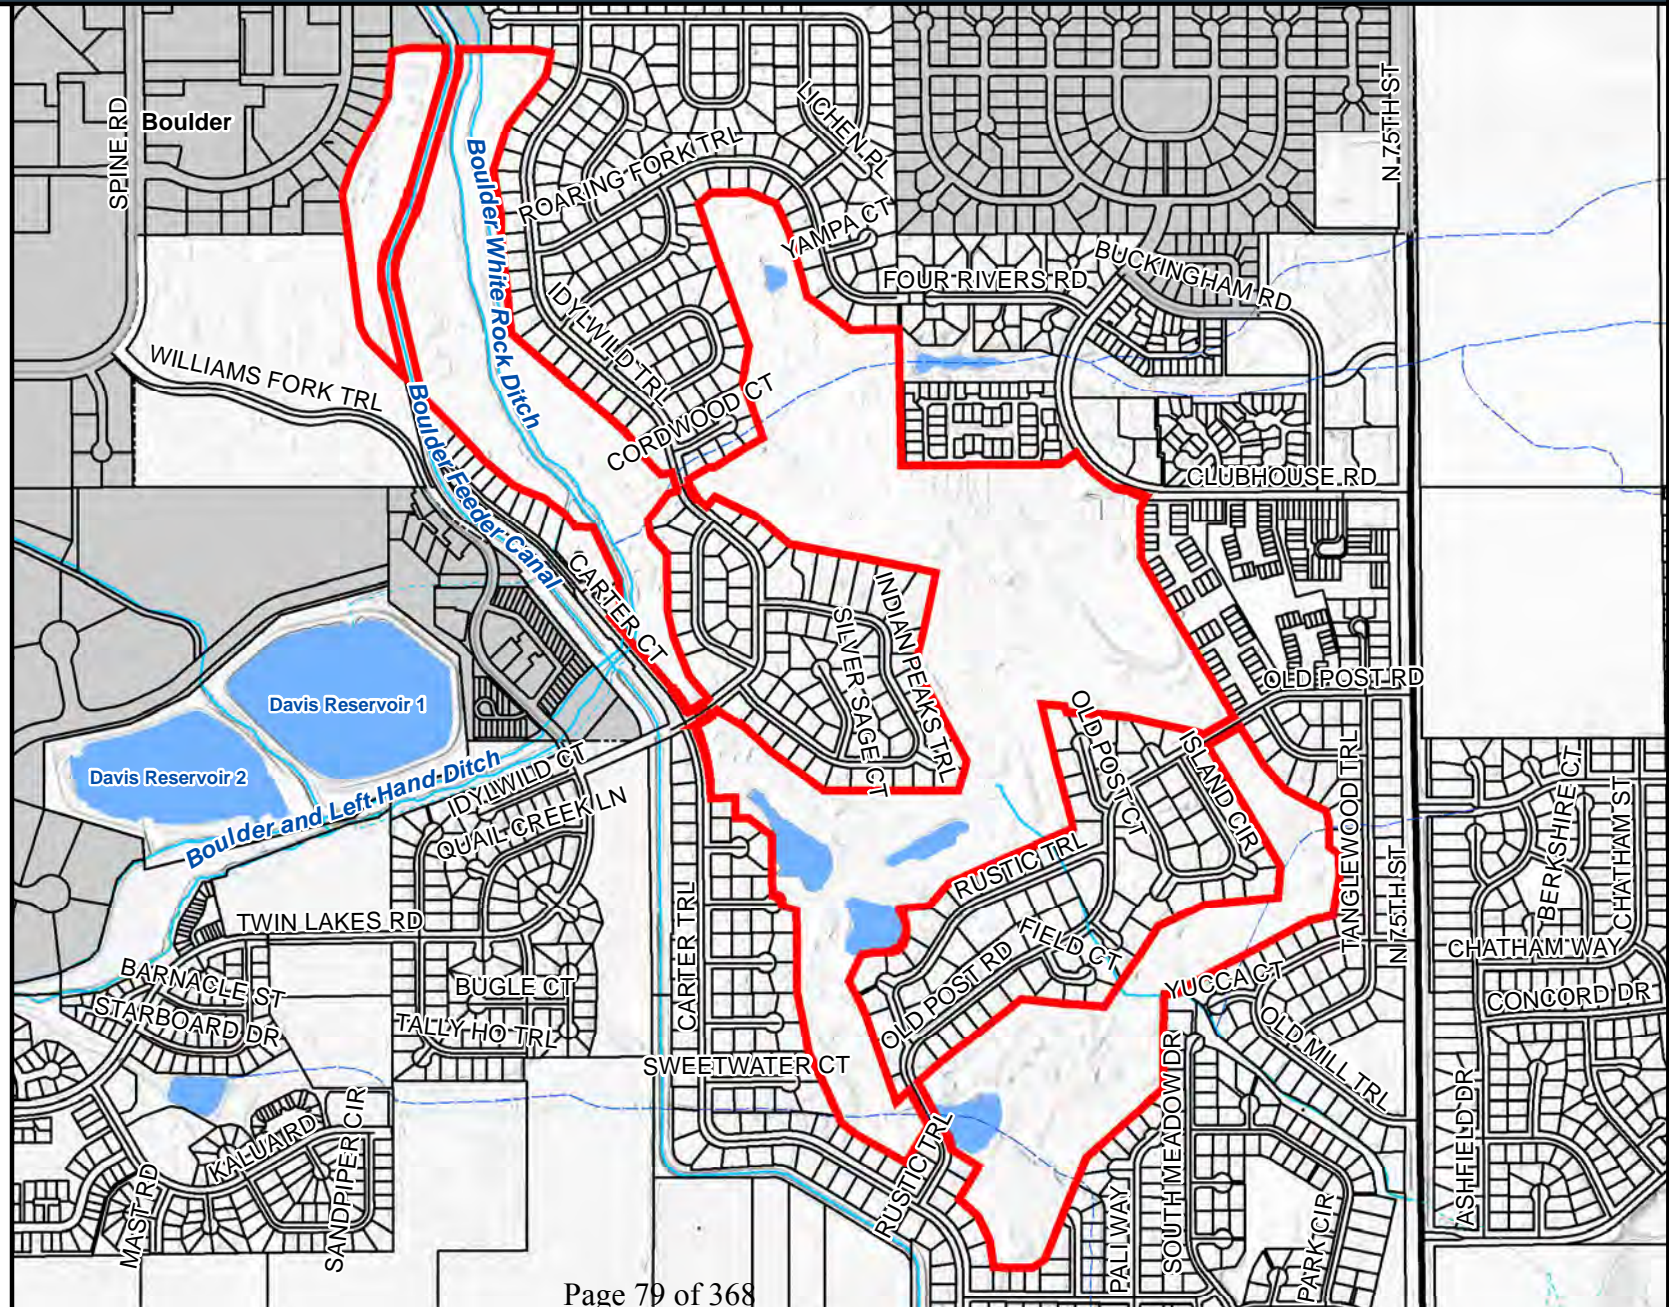 SPINE RD
Boulder
Boulder White Rock Ditch
LICHEN PL
N 75TH ST
ROARING FORK TRL
YAMPA CT
FOUR RIVERS RD
BUCKINGHAM RD
IDYLWILD TRL
WILLIAMS FORK TRL
CORDWOOD CT
Boulder Feeder Canal
CLUBHOUSE RD
CARTER CT
INDIAN PEAKS TRL
SILVER SAGE CT
OLD POST RD
Davis Reservoir 1
Davis Reservoir 2
OLD POST CT
ISLAND CIR
TANGLEWOOD TRL
Boulder and Left Hand Ditch
IDYLWILD CT
QUAIL CREEK LN
BERKSHIRE CT
CHATHAM ST
RUSTIC TRL
N 75TH ST
TWIN LAKES RD
CARTER TRL
FIELD CT
OLD POST RD
CHATHAM WAY
BARNACLE ST
BUGLE CT
YUCCA CT
CONCORD DR
STARBOARD DR
TALLY HO TRL
OLD MILL TRL
SWEETWATER CT
SOUTH MEADOW DR
ASHFIELD DR
KALUA RD
SANDPIPER CIR
MAST RD
RUSTIC TRL
PALI WAY
PARK CIR
Page 79 of 368